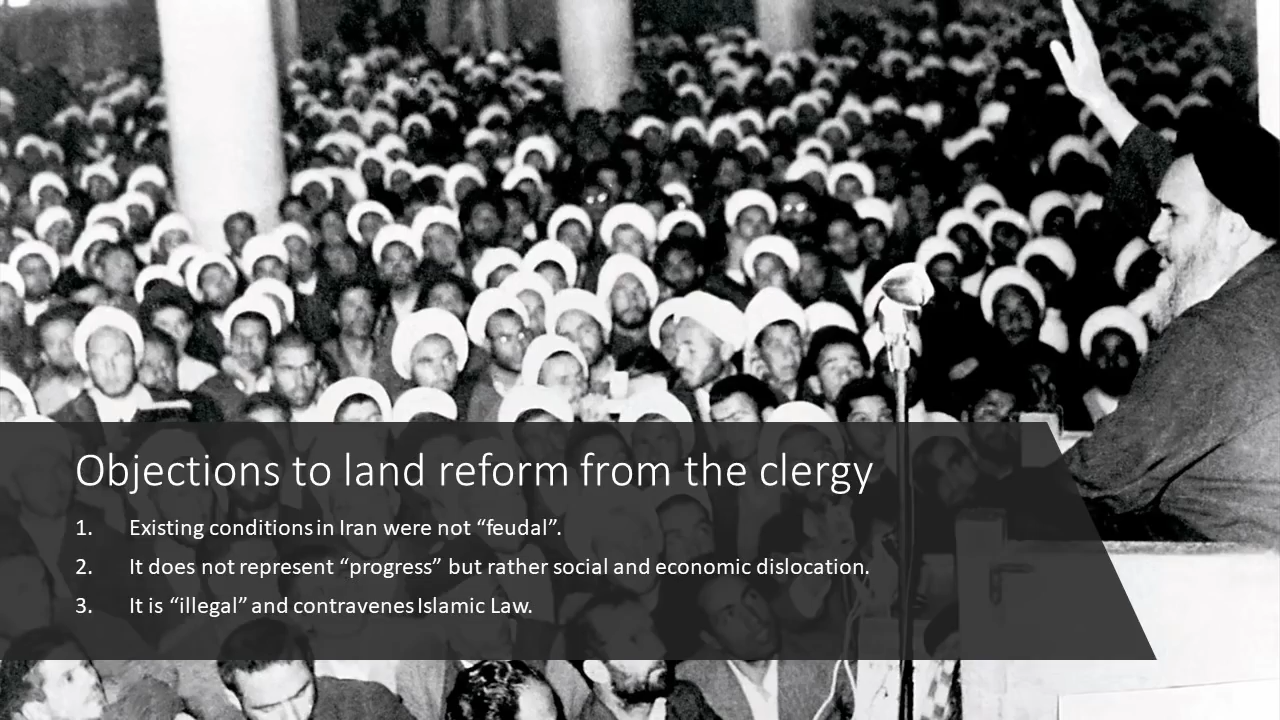 Objections to land reform from the clergy
1. Existing conditions in Iran were not “feudal”.
2. It does not represent “progress” but rather social and economic dislocation.
3. It is “illegal” and contravenes Islamic Law.